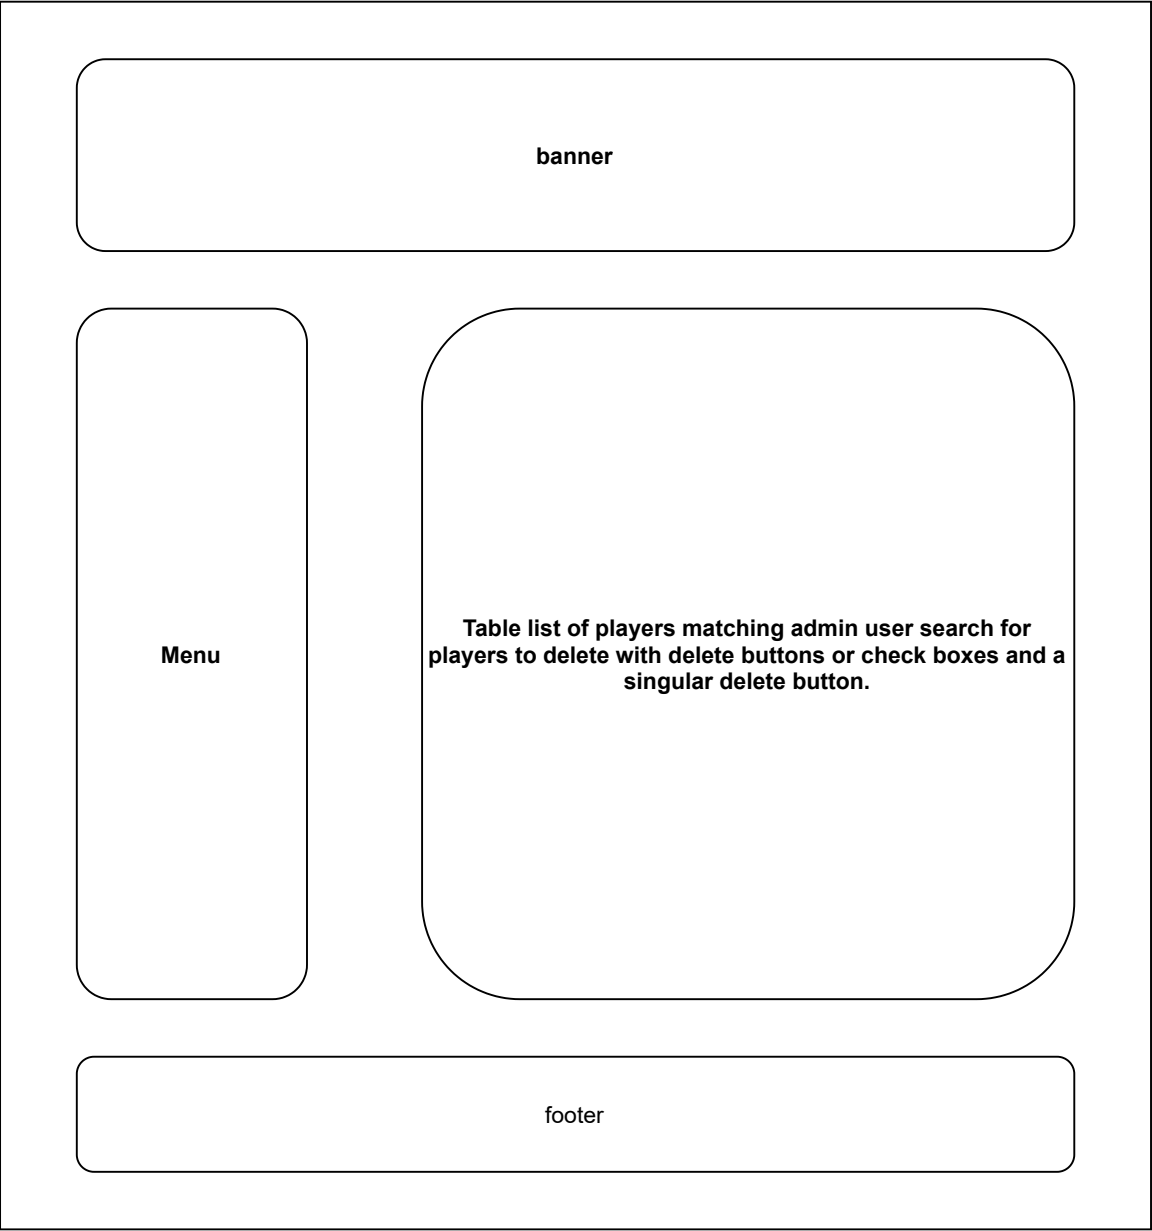 banner
Menu
Table list of players matching admin user search for
players to delete with delete buttons or check boxes and a
singular delete button.
footer